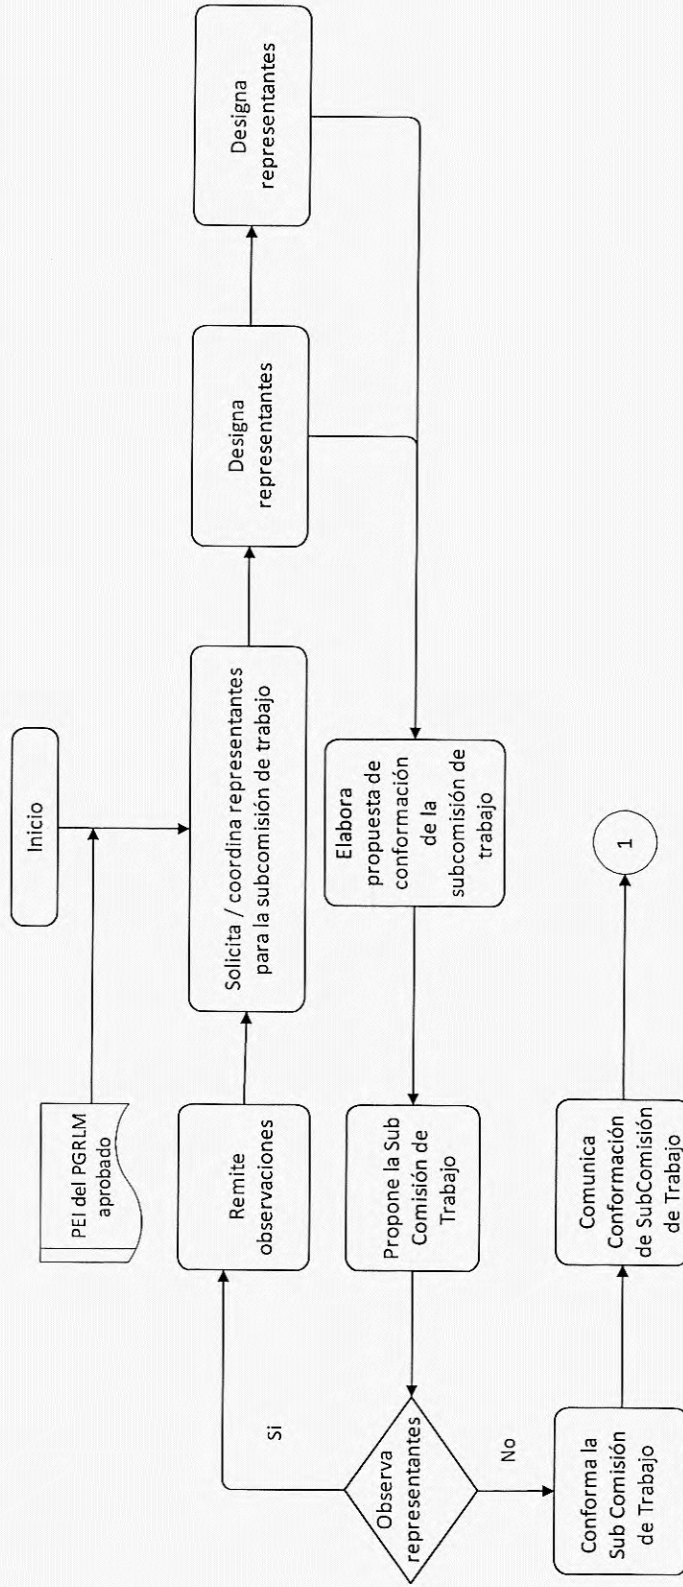 Inicio
PEI del PGRLM
aprobado
Solicita / coordina representantes
para la subcomisión de trabajo
Designa
representantes
Designa
representantes
Remite
observaciones
Elabora
propuesta de
conformación
de la
subcomisión de
trabajo
Propone la Sub
Comisión de
Trabajo
Observa
representantes
Si
No
Conforma la
Sub Comisión
de Trabajo
Comunica
Conformación
de SubComisión
de Trabajo
1